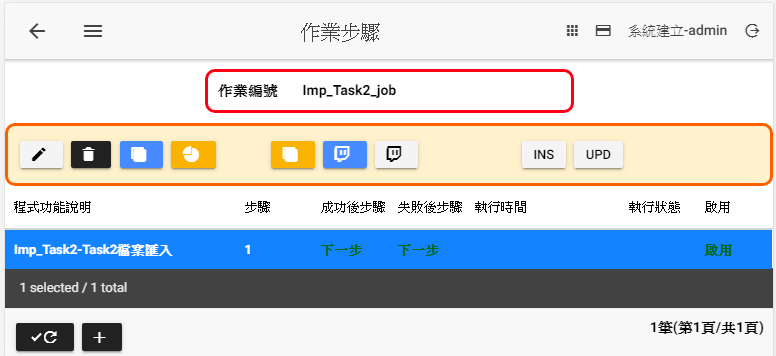 作業步驟
系統建立-admin
作業編號 Imp_Task2_job
INS UPD
程式功能說明 步驟 成功後步驟 失敗後步驟 執行時間 執行狀態 啟用
Imp_Task2-Task2檔案匯入 1 下一步 下一步 啟用
1 selected / 1 total
1筆(第1頁/共1頁)